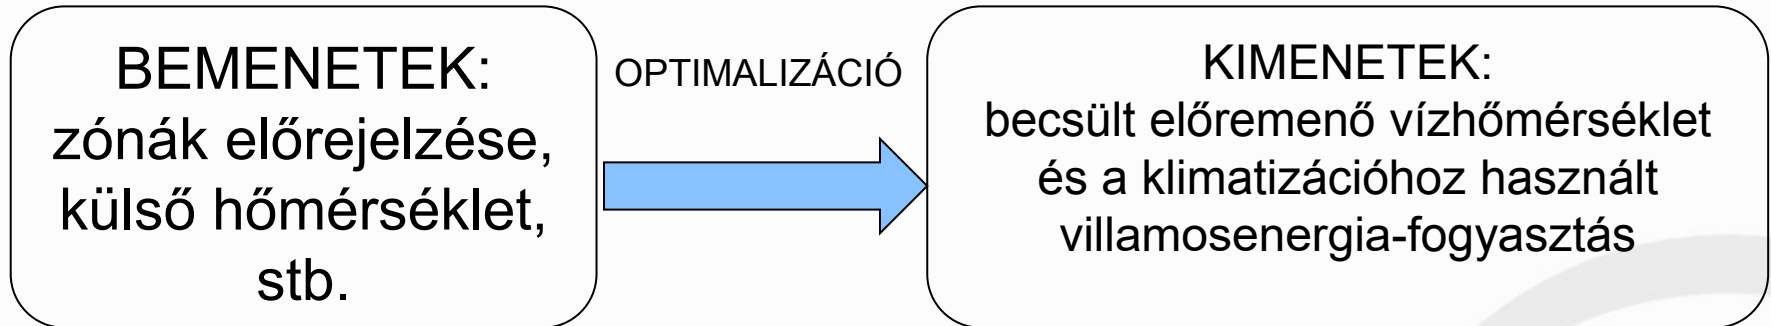 BEMENETEK:
zónák előrejelzése,
külső hőmérséklet,
stb.
OPTIMALIZÁCIÓ
KIMENETEK:
becsült előremenő vízhőmérséklet
és a klimatizációhoz használt
villamosenergia-fogyasztás